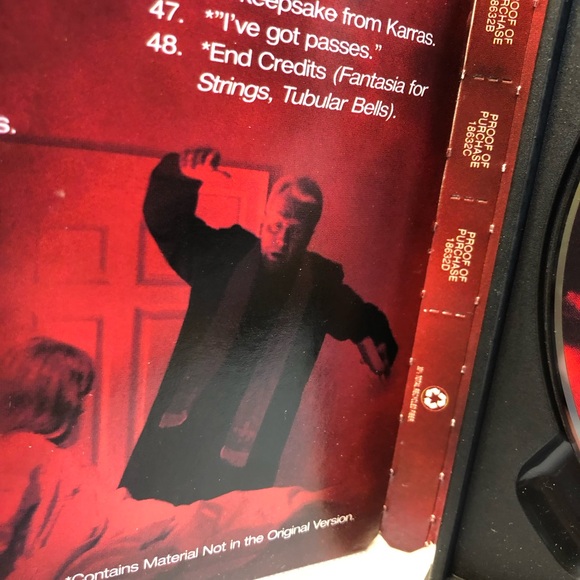 Keepsake from Karras.
47. *"I've got passes."
48. *End Credits (Fantasia for
Strings, Tubular Bells).
s.
*Contains Material Not in the Original Version.
PROOF OF
PURCHASE
18632B
PROOF OF
PURCHASE
18632C
PROOF OF
PURCHASE
18632D